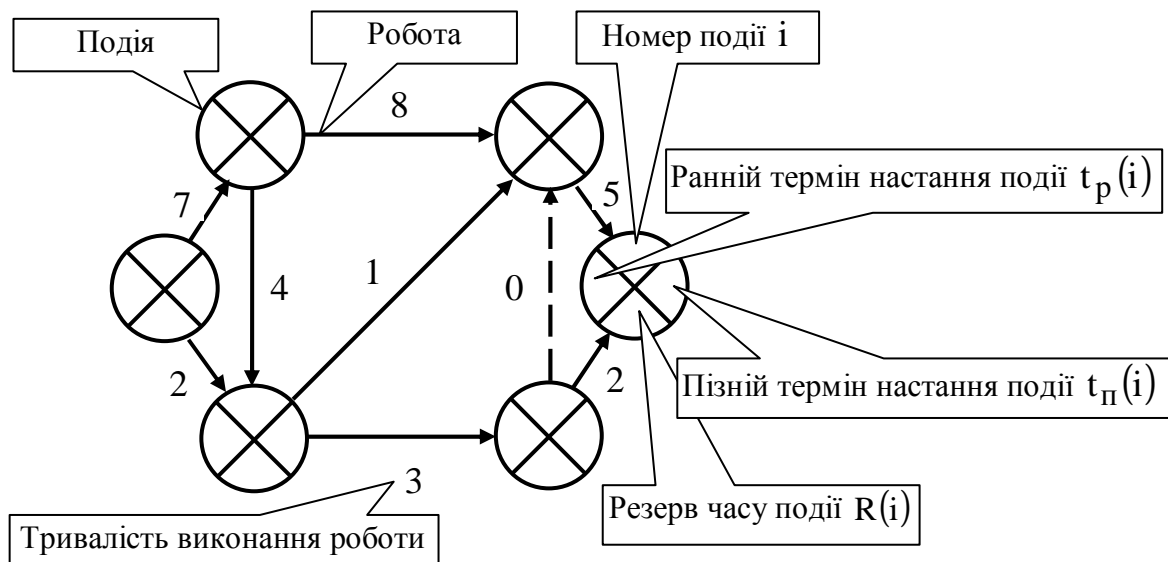 Подія
Робота
Номер події i
8
Ранній термін настання події tр(i)
7
5
4
1
0
2
2
Пізній термін настання події tп(i)
3
Резерв часу події R(i)
Тривалість виконання роботи